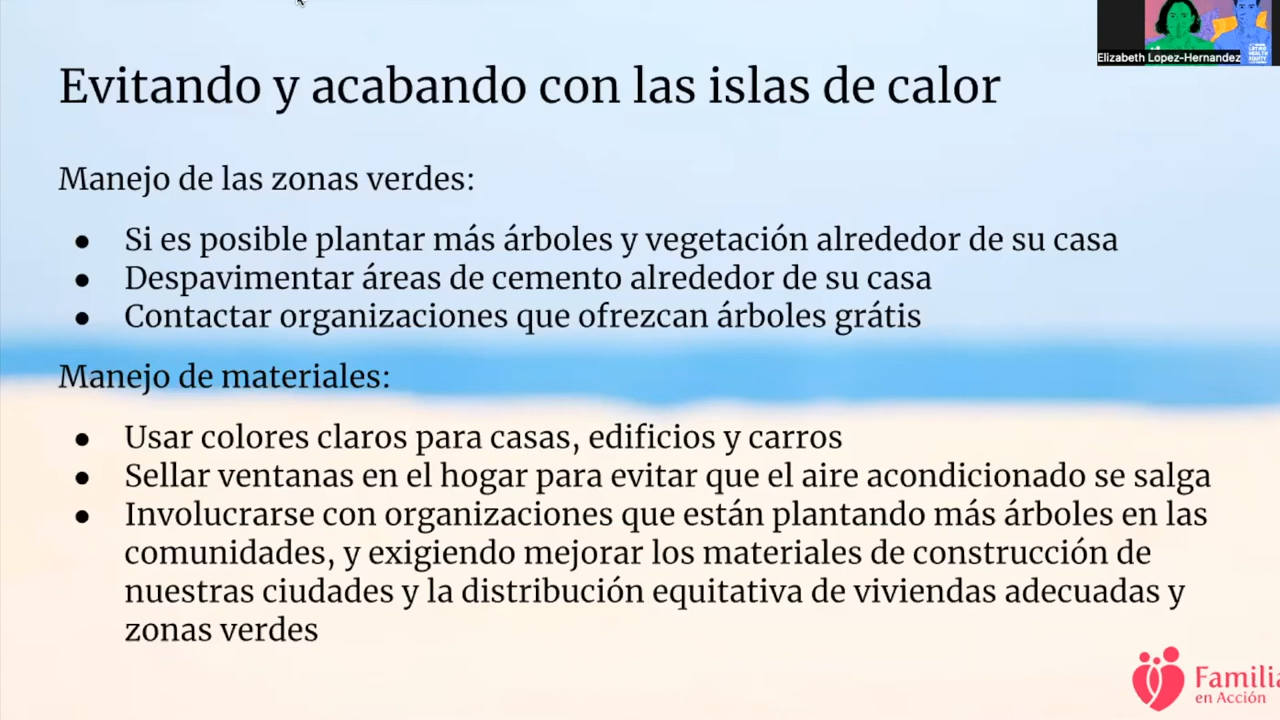 Elizabeth Lopez-Hernandez
Evitando y acabando con las islas de calor
Manejo de las zonas verdes:
● Si es posible plantar más árboles y vegetación alrededor de su casa
● Despavimentar áreas de cemento alrededor de su casa
● Contactar organizaciones que ofrezcan árboles grátis
Manejo de materiales:
● Usar colores claros para casas, edificios y carros
● Sellar ventanas en el hogar para evitar que el aire acondicionado se salga
● Involucrarse con organizaciones que están plantando más árboles en las
comunidades, y exigiendo mejorar los materiales de construcción de
nuestras ciudades y la distribución equitativa de viviendas adecuadas y
zonas verdes
Familia
en Acción